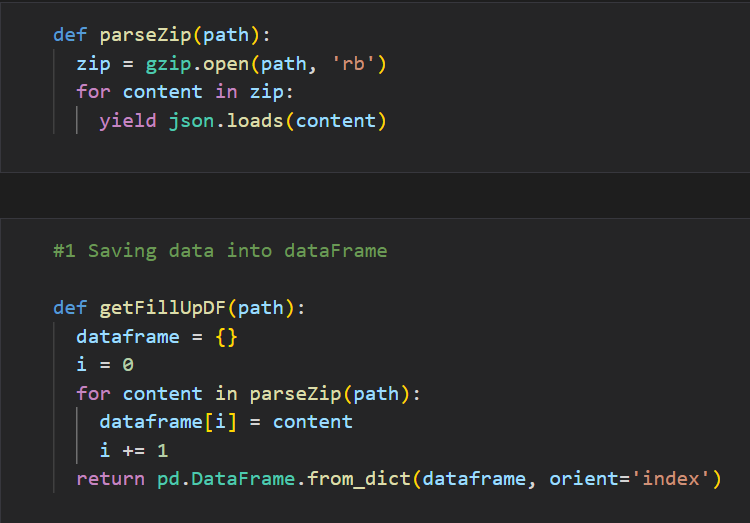 def parseZip(path):
  zip = gzip.open(path, 'rb')
  for content in zip:
    yield json.loads(content)
#1 Saving data into dataFrame
def getFillUpDF(path):
  dataframe = {}
  i = 0
  for content in parseZip(path):
    dataframe[i] = content
    i += 1
  return pd.DataFrame.from_dict(dataframe, orient='index')